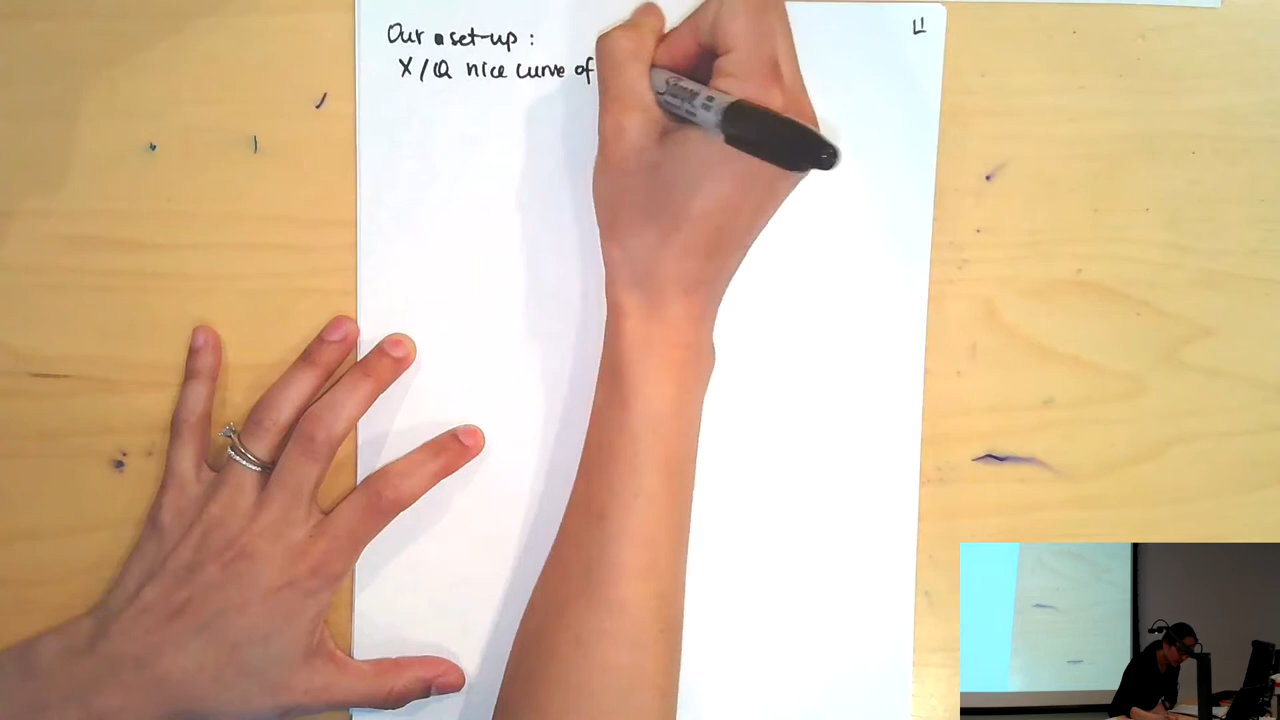 Our set-up :
X/ℚ nice curve of